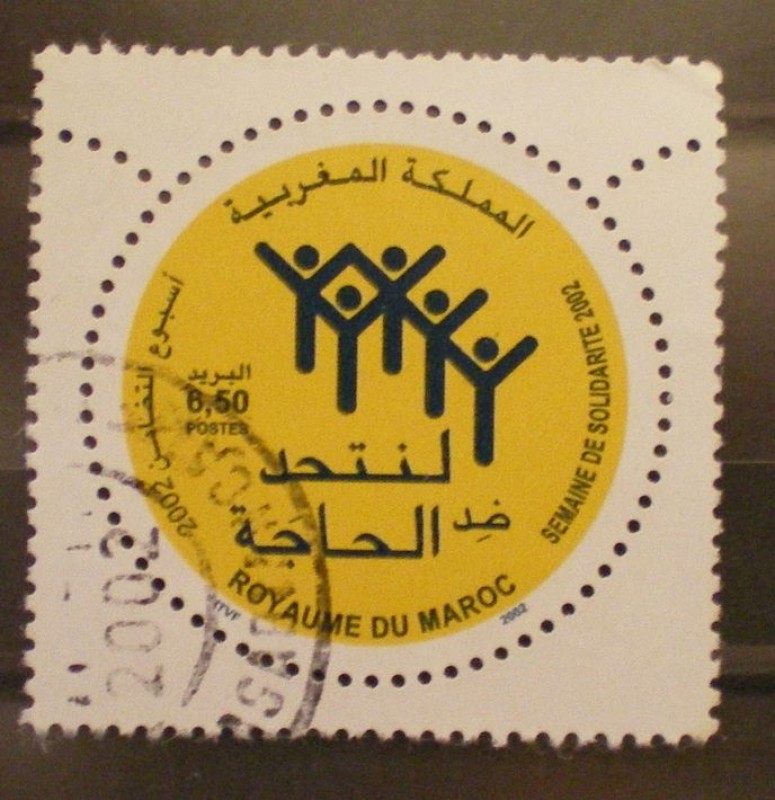 المملكة المغربية
أسبوع التضامن 2002
البريد
6,50
POSTES
SEMAINE DE SOLIDARITE 2002
لنتحد
ضد الحاجة
ROYAUME DU MAROC
2002
2002